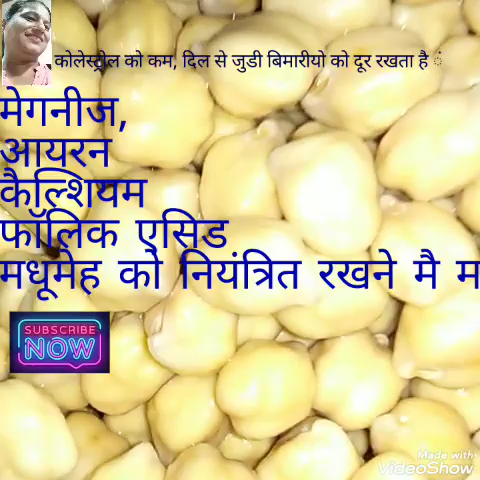 कोलेस्ट्रोल को कम, दिल से जुडी बिमारीयो को दूर रखता है ं
मेगनीज,
आयरन
कैल्शियम
फॉलिक एसिड
मधूमेह को नियंत्रित रखने मै म
SUBSCRIBE
NOW
Made with
VideoShow